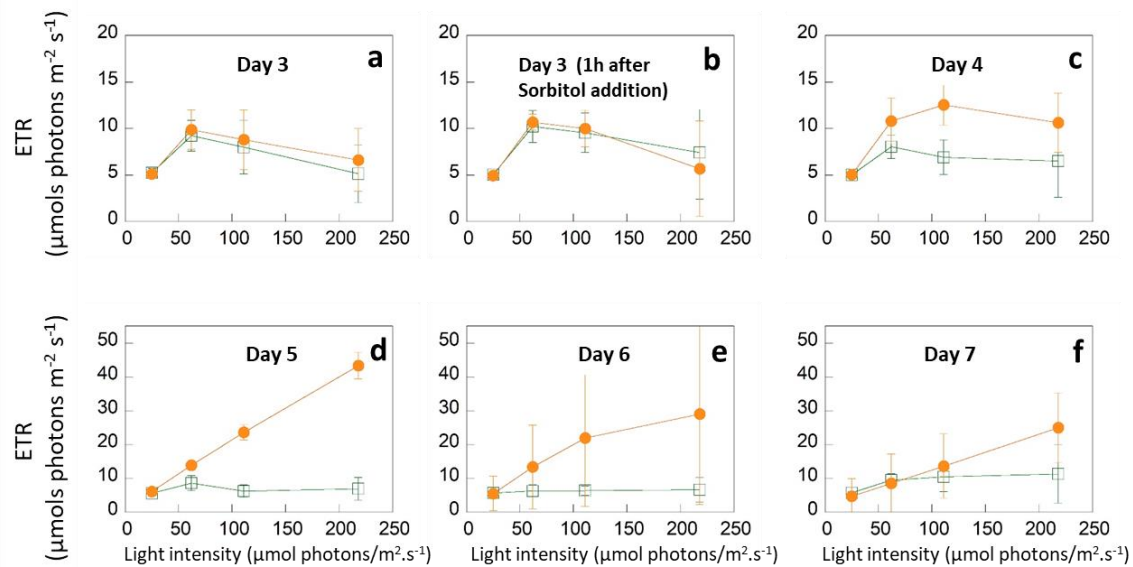 ETR
(µmols photons m⁻² s⁻¹)
20
15
10
5
0
0 50 100 150 200 250
Day 3
a
20
15
10
5
0
0 50 100 150 200 250
Day 3 (1h after
Sorbitol addition)
b
20
15
10
5
0
0 50 100 150 200 250
Day 4
c
ETR
(µmols photons m⁻² s⁻¹)
50
40
30
20
10
0
0 50 100 150 200 250
Day 5
d
Light intensity (µmol photons/m².s⁻¹)
50
40
30
20
10
0
0 50 100 150 200 250
Day 6
e
Light intensity (µmol photons/m².s⁻¹)
50
40
30
20
10
0
0 50 100 150 200 250
Day 7
f
Light intensity (µmol photons/m².s⁻¹)